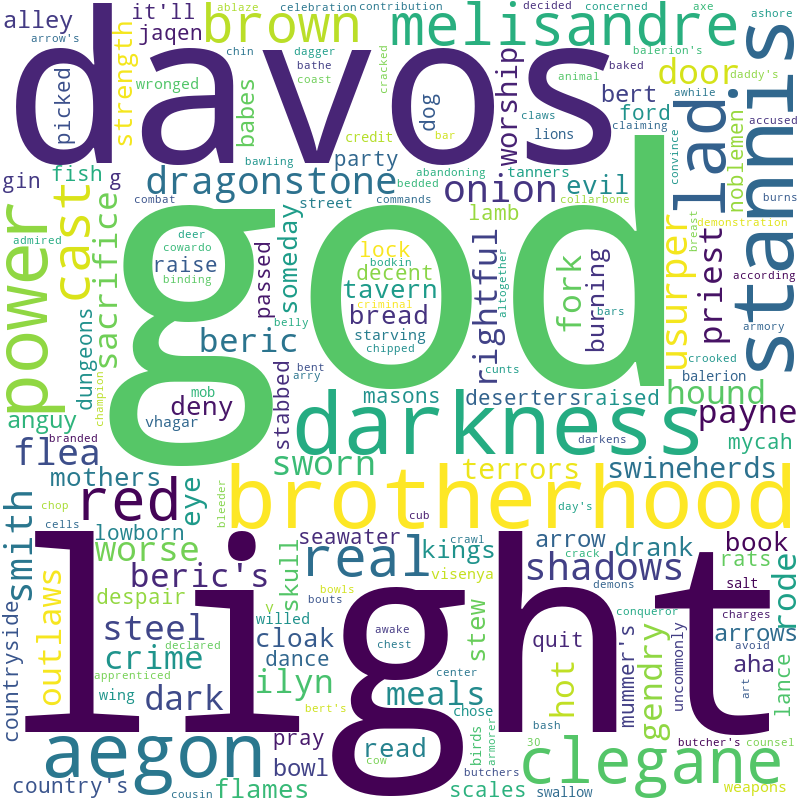 alley
it'll
ablaze
celebration
contribution
decided
concerned
axe
ashore
arrow's
jaqen
brown
melisandre
davos
chin
dagger
balerion's
strength
picked
wronged
bathe
coast
babes
cracked
animal
baked
daddy's
door
bert
ford
worship
dog
lions
claiming
credit
bar
accused
stannis
lad
noblemen
convince
gin
fish
g
bawling
party
abandoning
tanners
combat
dragonstone
street
bedded
commands
onion
evil
collarbone
burns
breast
demonstration
power
cast
admired
sacrifice
god
deer
cowardo
raise
binding
passed
someday
belly
lamb
lock
bodkin
decent
tavern
criminal
bread
starving
chipped
rightful
altogether
fork
burning
bars
usurper
priest
according
armory
crooked
balerion
dungeons
champion
beric
bent
arry
cunts
mob
deny
vhagar
stabbed
masons
deserters
raised
hound
payne
anguy
branded
flea
darkness
darkens
mycah
mothers
sworn
terrors
swineherds
smith
chop
cells
red
eye
bleeder
brotherhood
cub
day's
lowborn
seawater
kings
crawl
arrow
crack
drank
book
rats
worse
beric's
skull
real
visenya
shadows
demons
salt
rode
countryside
outlaws
despair
y
willed
bouts
bowls
conqueror
charges
light
steel
declared
cloak
awake
chest
stew
quit
mummer's
avoid
arrows
crime
apprenticed
dance
center
hot
gendry
uncommonly
aha
art
lance
wing
dark
ilyn
bert's
meals
chose
bash
aegon
pray
read
cow
birds
armorer
30
butcher's
counsel
clegane
country's
cousin
bowl
flames
butchers
scales
swallow
weapons